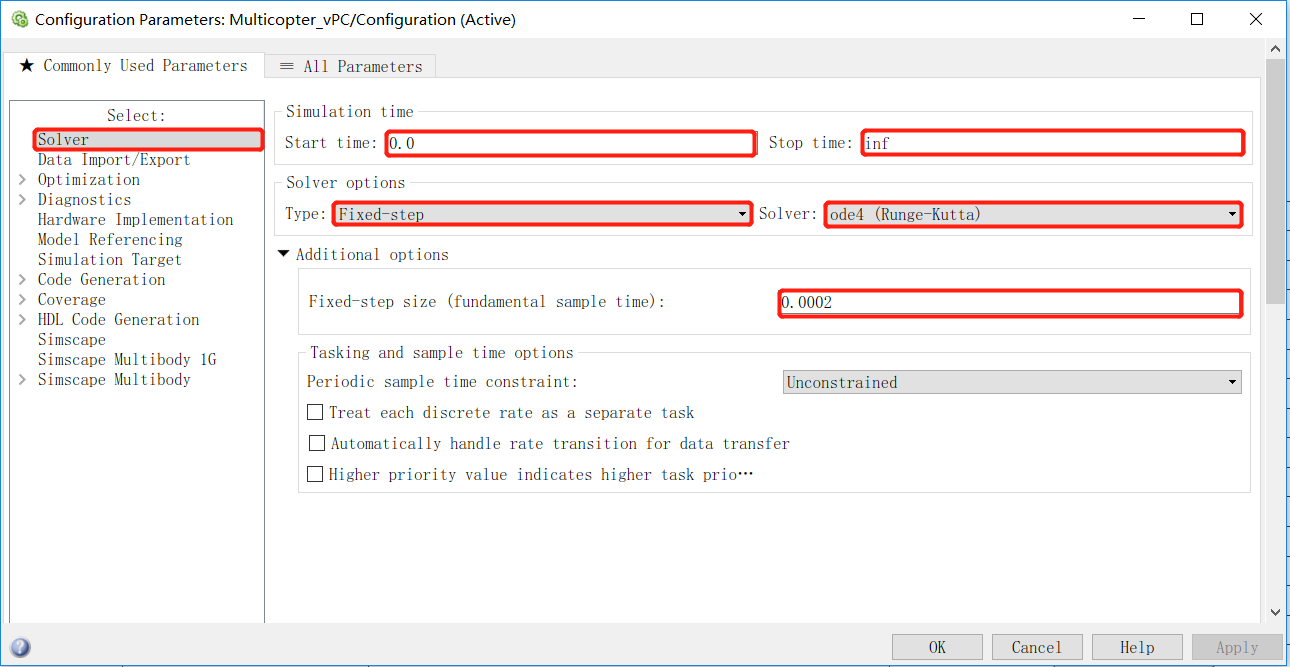 Configuration Parameters: Multicopter_vPC/Configuration (Active)
★ Commonly Used Parameters
≡ All Parameters
Select:
Solver
Data Import/Export
Optimization
Diagnostics
Hardware Implementation
Model Referencing
Simulation Target
Code Generation
Coverage
HDL Code Generation
Simscape
Simscape Multibody 1G
Simscape Multibody
Simulation time
Start time: 0.0 Stop time: inf
Solver options
Type: Fixed-step Solver: ode4 (Runge-Kutta)
Additional options
Fixed-step size (fundamental sample time): 0.0002
Tasking and sample time options
Periodic sample time constraint: Unconstrained
Treat each discrete rate as a separate task
Automatically handle rate transition for data transfer
Higher priority value indicates higher task prio…
OK Cancel Help Apply